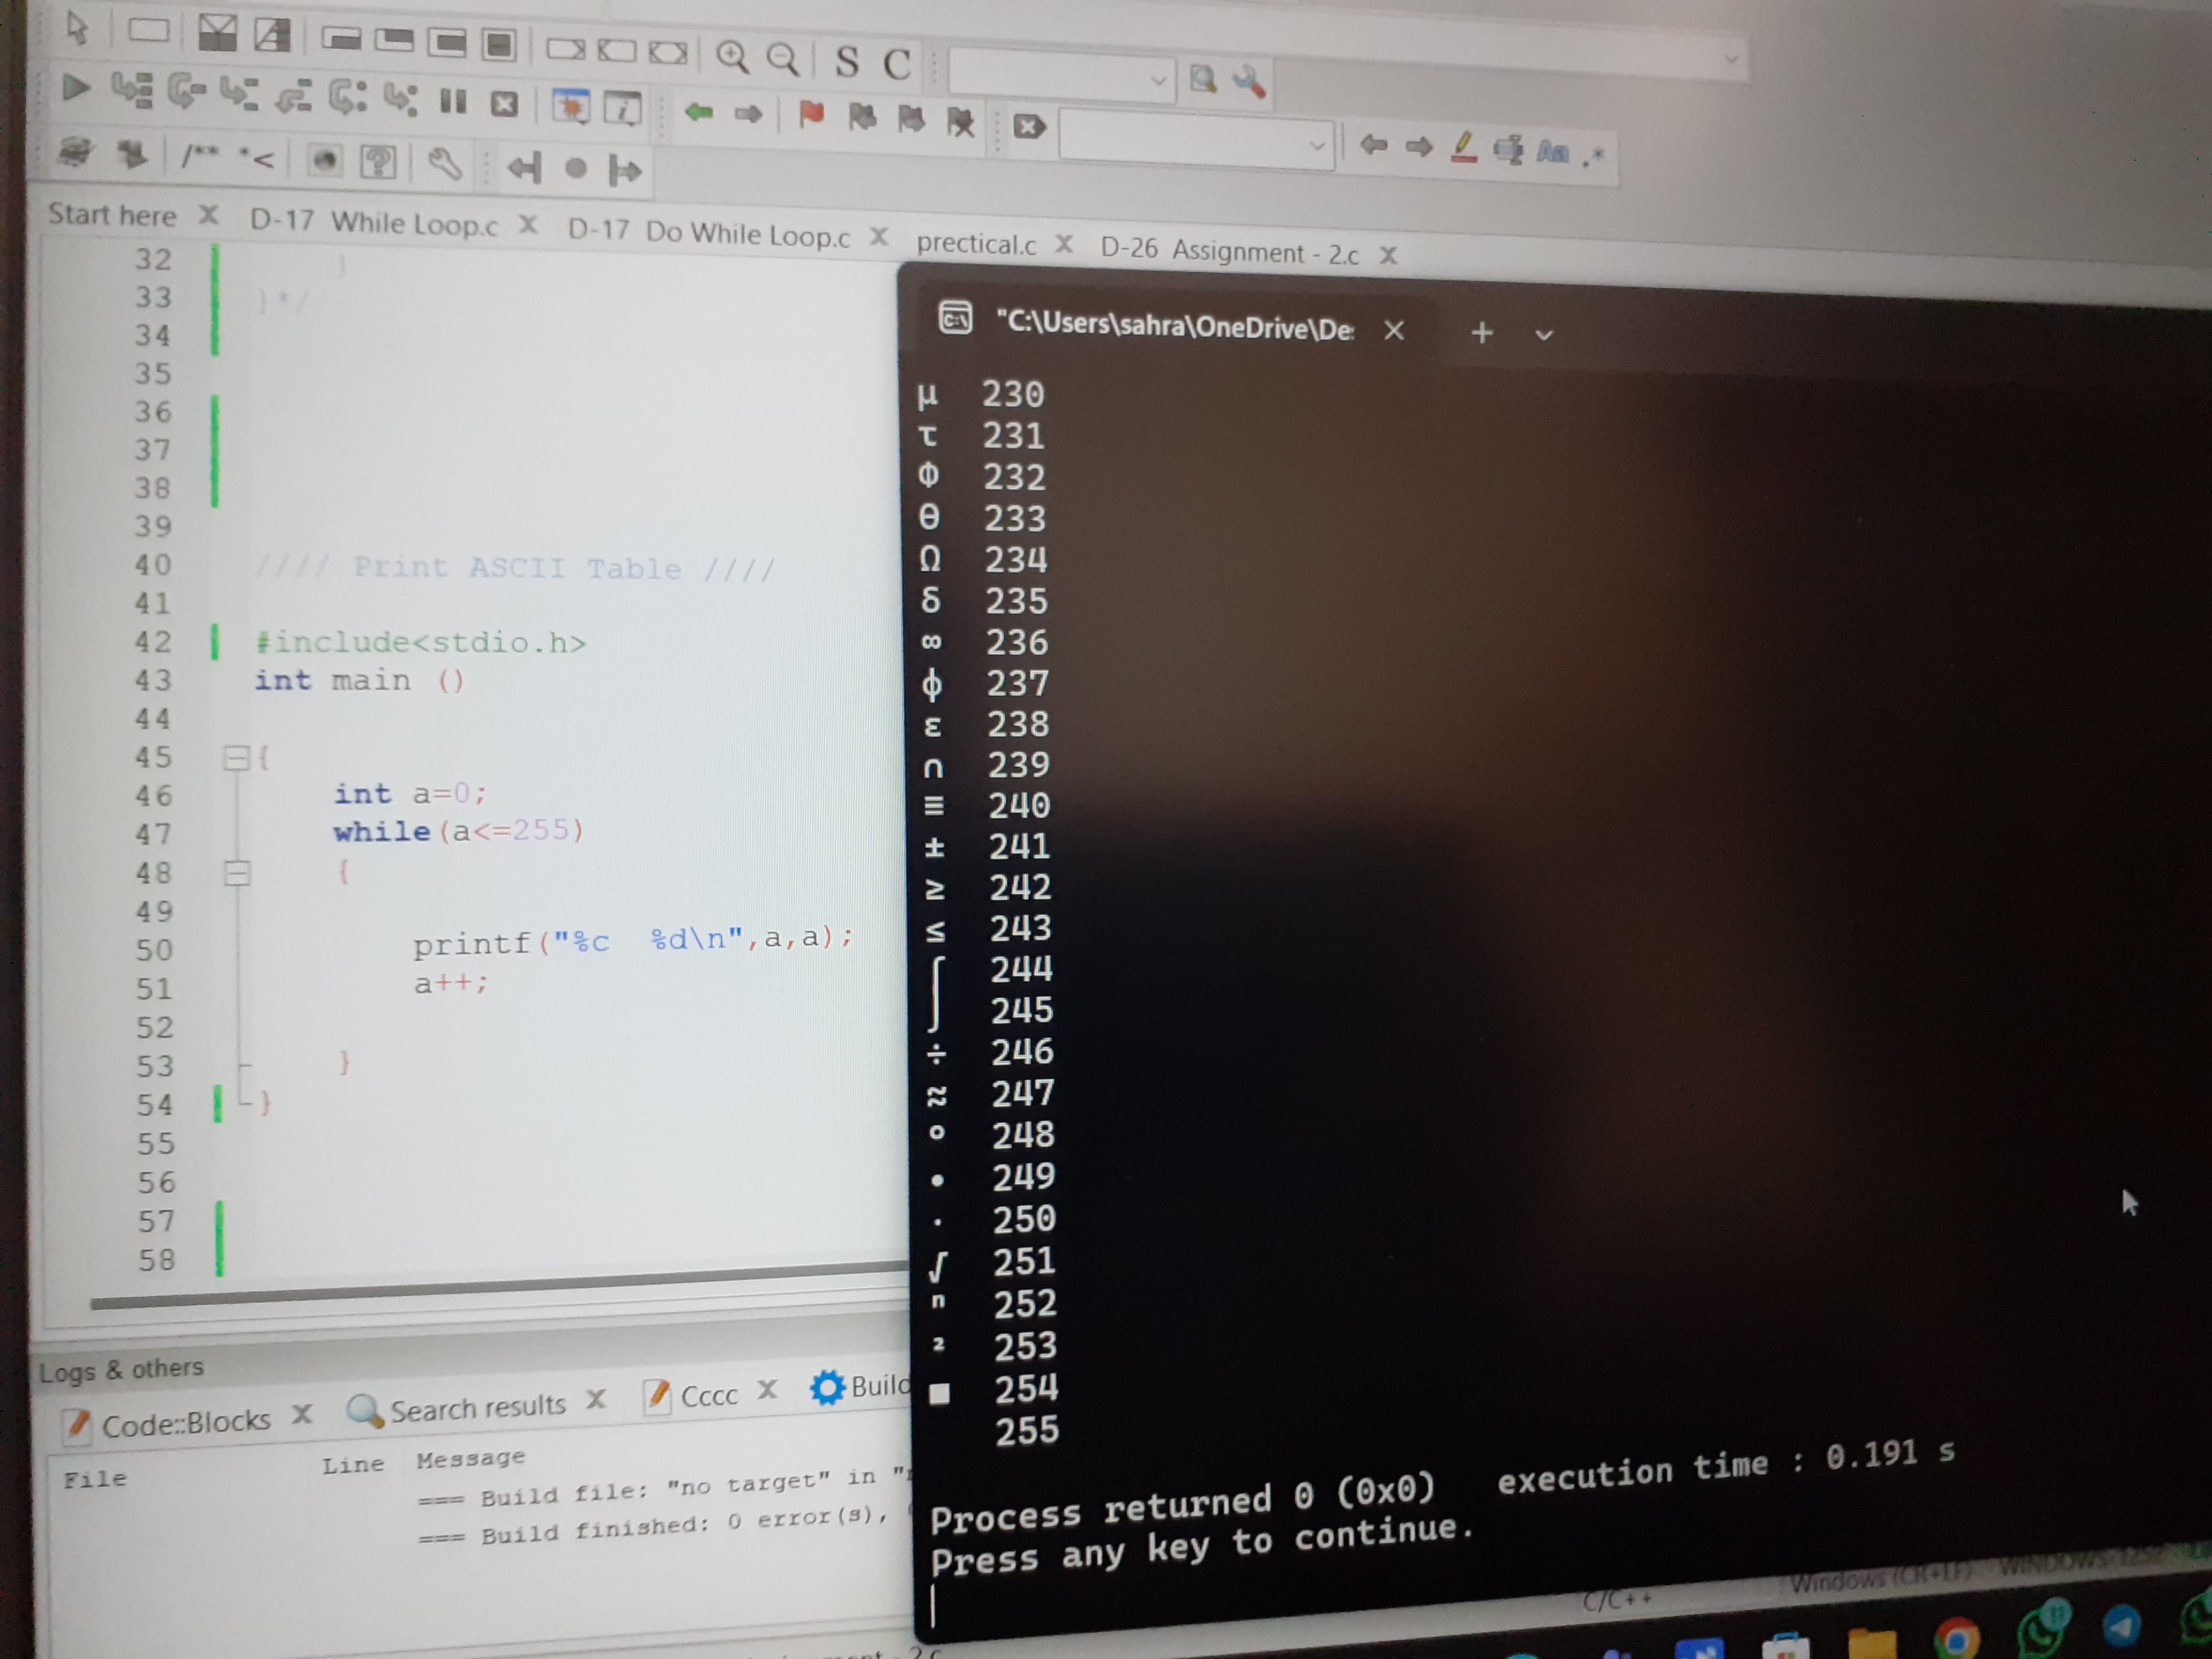 S C
/** *<
Aa .*
Start here X D-17 While Loop.c X D-17 Do While Loop.c X prectical.c X D-26 Assignment - 2.c X
32 }
33 }*/
34
35
36
37
38
39
40 //// Print ASCII Table ////
41
42 #include<stdio.h>
43 int main ()
44
45 {
46 int a=0;
47 while(a<=255)
48 {
49
50 printf("%c  %d\n",a,a);
51 a++;
52
53 }
54 }
55
56
57
58
"C:\Users\sahra\OneDrive\De: X +
µ 230
τ 231
Φ 232
Θ 233
Ω 234
δ 235
∞ 236
φ 237
ε 238
∩ 239
≡ 240
± 241
≥ 242
≤ 243
⌠ 244
⌡ 245
÷ 246
≈ 247
° 248
∙ 249
· 250
√ 251
ⁿ 252
² 253
■ 254
255
Process returned 0 (0x0)   execution time : 0.191 s
Press any key to continue.
Logs & others
Code::Blocks X Search results X Cccc X Build
File Line Message
=== Build file: "no target" in "
=== Build finished: 0 error(s),
C/C++ Windows (CR+LF) WINDOWS-1252